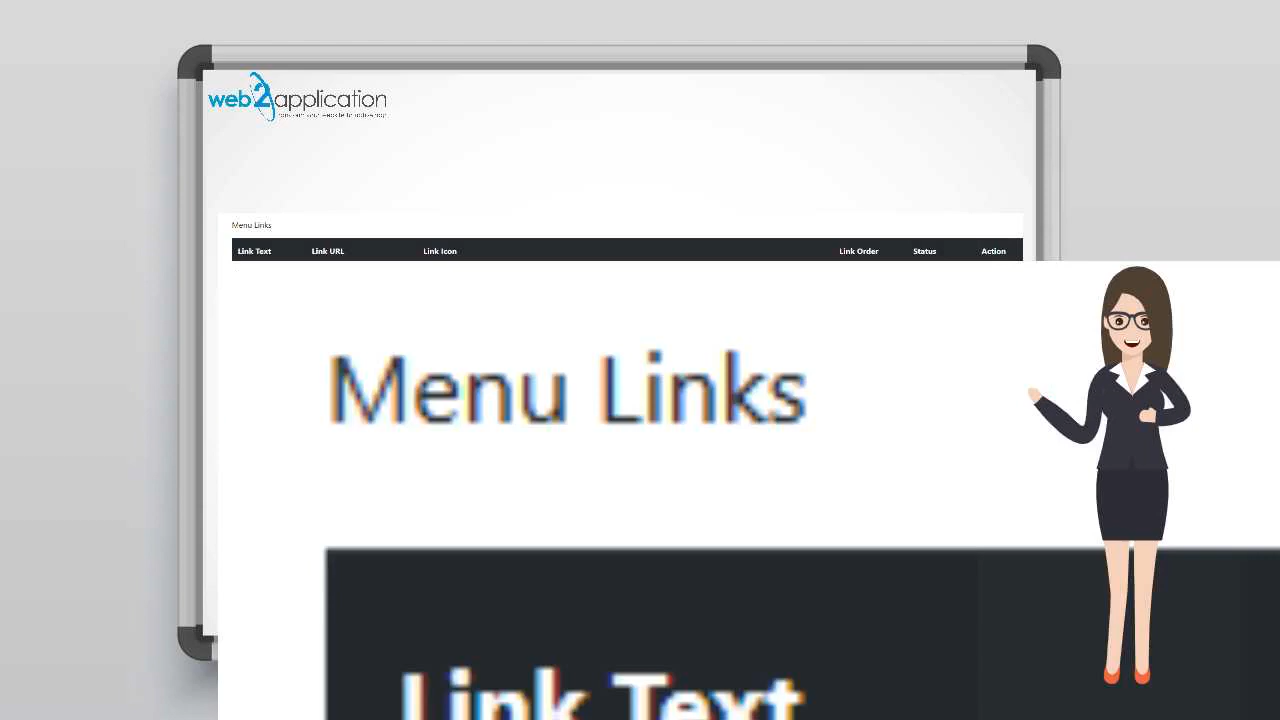 web2application
Menu Links
Link Text Link URL Link Icon Link Order Status Action
Menu Links
Link Text